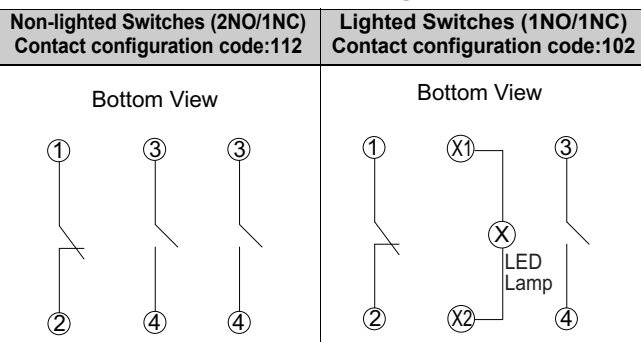 Non-lighted Switches (2NO/1NC)
Contact configuration code:112
Lighted Switches (1NO/1NC)
Contact configuration code:102
Bottom View
1 3 3
2 4 4
Bottom View
1 X1 3
X
LED
Lamp
2 X2 4